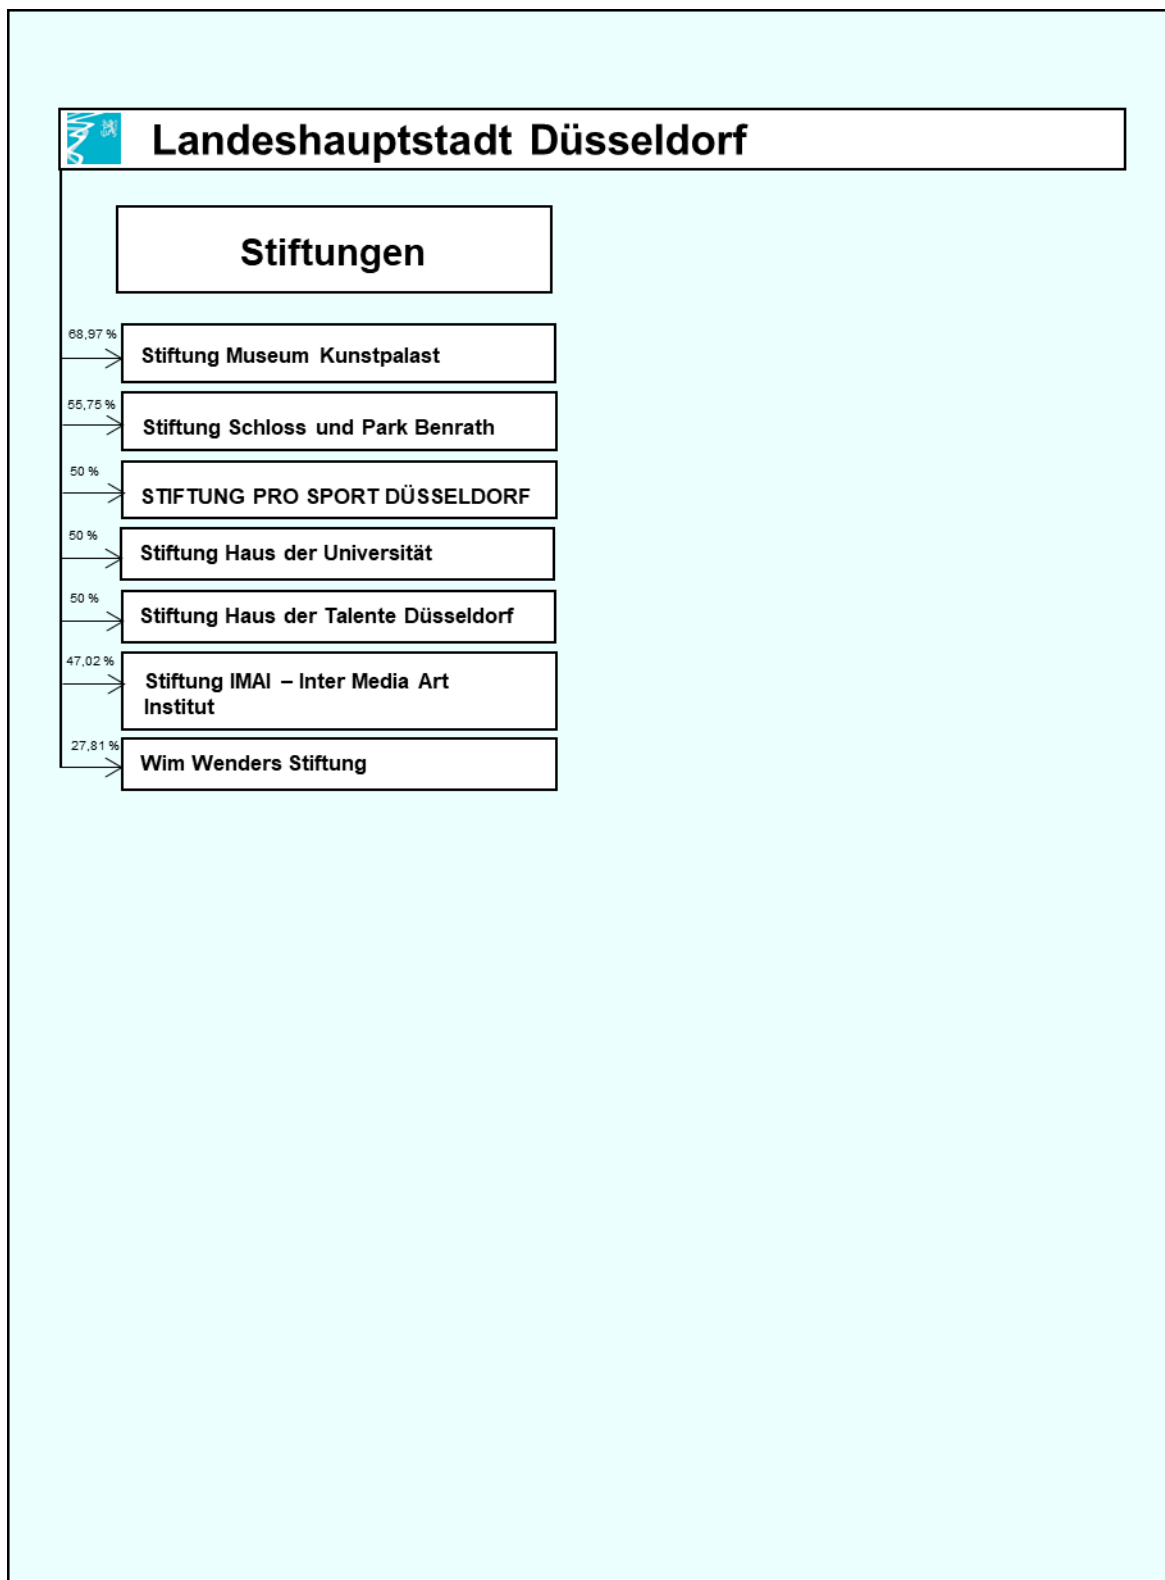 Landeshauptstadt Düsseldorf
Stiftungen
68,97 %
Stiftung Museum Kunstpalast
55,75 %
Stiftung Schloss und Park Benrath
50 %
STIFTUNG PRO SPORT DÜSSELDORF
50 %
Stiftung Haus der Universität
50 %
Stiftung Haus der Talente Düsseldorf
47,02 %
Stiftung IMAI – Inter Media Art
Institut
27,81 %
Wim Wenders Stiftung